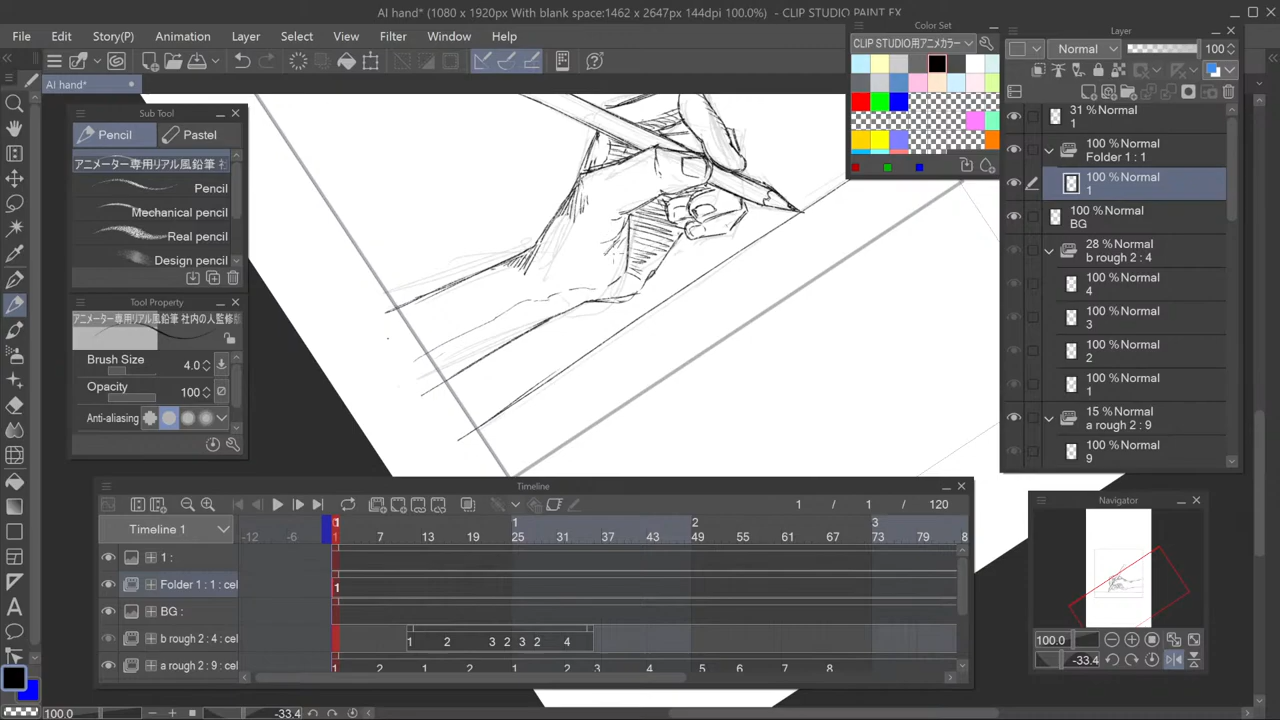 AI hand* (1080 x 1920px With blank space:1462 x 2647px 144dpi 100.0%) - CLIP STUDIO PAINT EX
File Edit Story(P) Animation Layer Select View Filter Window Help
AI hand*
Sub Tool
Pencil Pastel
アニメーター専用リアル風鉛筆
Pencil
Mechanical pencil
Real pencil
Design pencil
Tool Property
アニメーター専用リアル風鉛筆 社内の人監修
Brush Size 4.0
Opacity 100
Anti-aliasing
Color Set
CLIP STUDIO用アニメカラー
Layer
Normal 100
31 % Normal
1
100 % Normal
Folder 1 : 1
100 % Normal
1
100 % Normal
BG
28 % Normal
b rough 2 : 4
100 % Normal
4
100 % Normal
3
100 % Normal
2
100 % Normal
1
15 % Normal
a rough 2 : 9
100 % Normal
9
Timeline
1 / 1 / 120
Timeline 1
1 1 2 3
-12 -6 1 7 13 19 25 31 37 43 49 55 61 67 73 79 8
1 :
Folder 1 : 1 : cel 1
BG :
b rough 2 : 4 : cel 1 2 3 2 3 2 4
a rough 2 : 9 : cel 1 2 1 2 1 2 3 4 5 6 7 8
Navigator
100.0
-33.4
100.0 -33.4